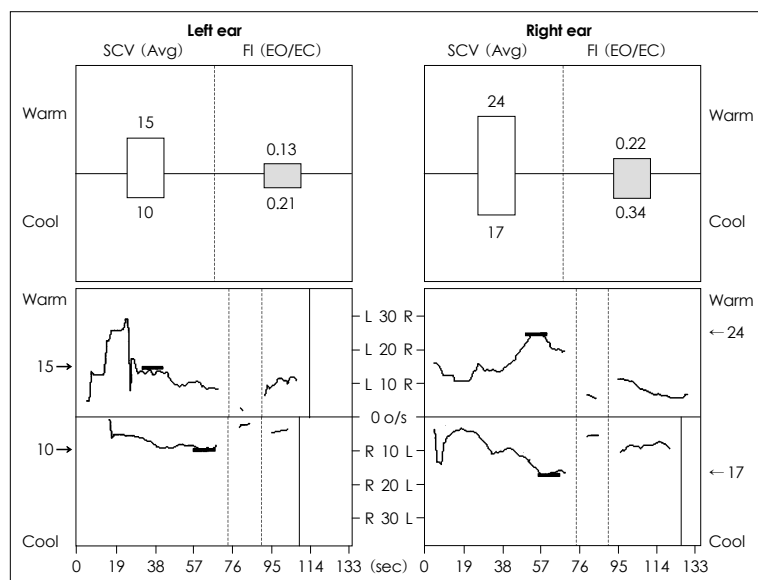 Left ear Right ear
SCV (Avg) FI (EO/EC) SCV (Avg) FI (EO/EC)
24
Warm 15 Warm
0.13 0.22
10 0.21 0.34
Cool 17 Cool
Warm L 30 R Warm
← 24
L 20 R
15→ L 10 R
0 o/s
10→ R 10 L
← 17
R 20 L
R 30 L
Cool Cool
0 19 38 57 76 95 114 133 (sec) 0 19 38 57 76 95 114 133